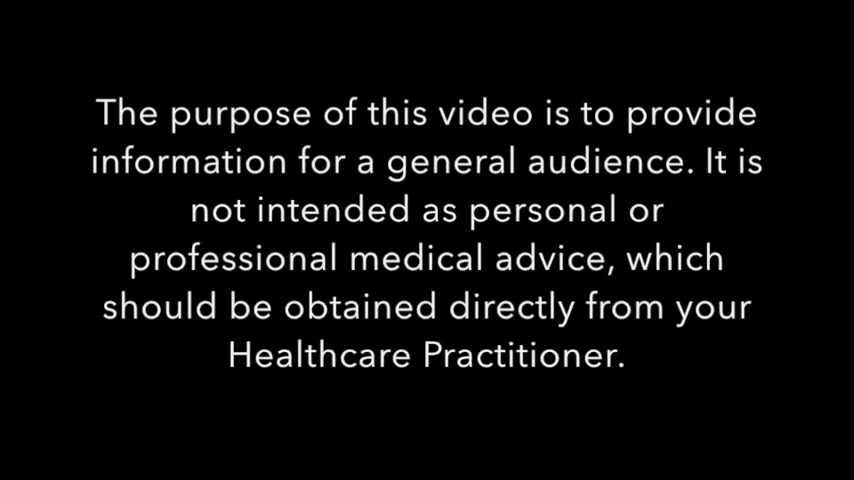 The purpose of this video is to provide
information for a general audience. It is
not intended as personal or
professional medical advice, which
should be obtained directly from your
Healthcare Practitioner.